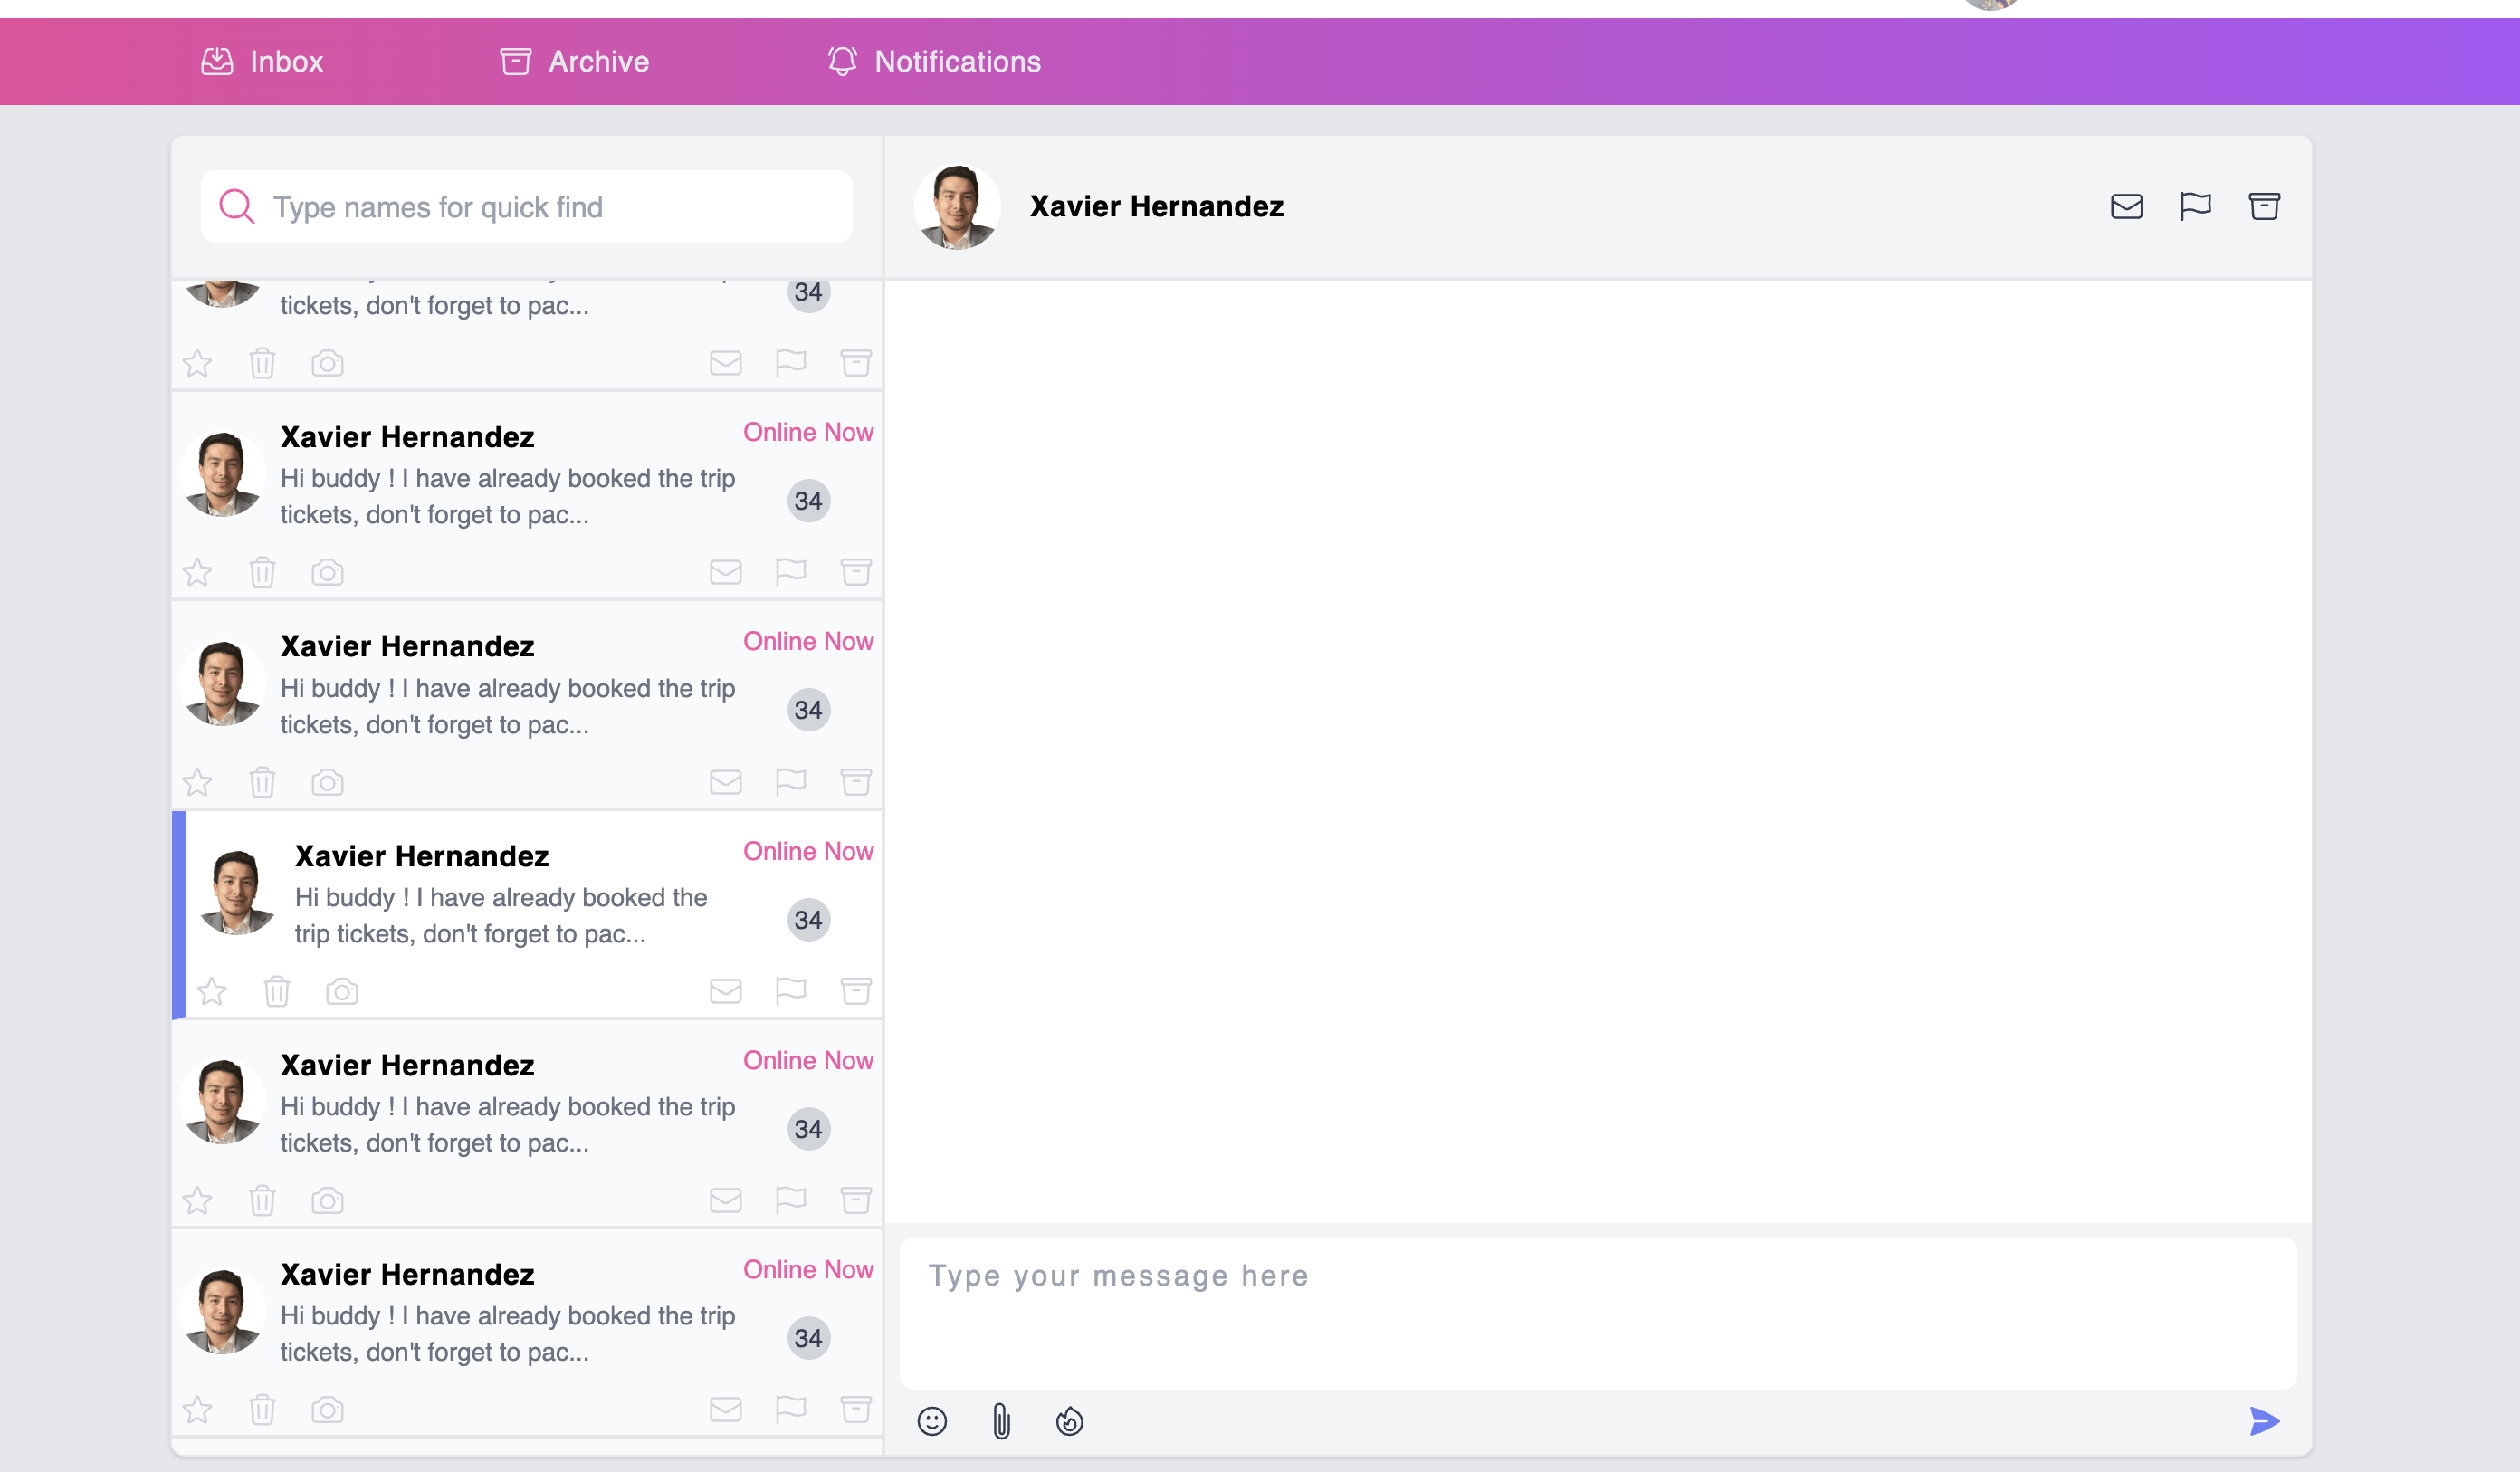 Inbox
Archive
Notifications
Type names for quick find
tickets, don't forget to pac...
34
Xavier Hernandez
Online Now
Hi buddy ! I have already booked the trip
tickets, don't forget to pac...
34
Xavier Hernandez
Online Now
Hi buddy ! I have already booked the trip
tickets, don't forget to pac...
34
Xavier Hernandez
Online Now
Hi buddy ! I have already booked the
trip tickets, don't forget to pac...
34
Xavier Hernandez
Online Now
Hi buddy ! I have already booked the trip
tickets, don't forget to pac...
34
Xavier Hernandez
Online Now
Hi buddy ! I have already booked the trip
tickets, don't forget to pac...
34
Xavier Hernandez
Type your message here